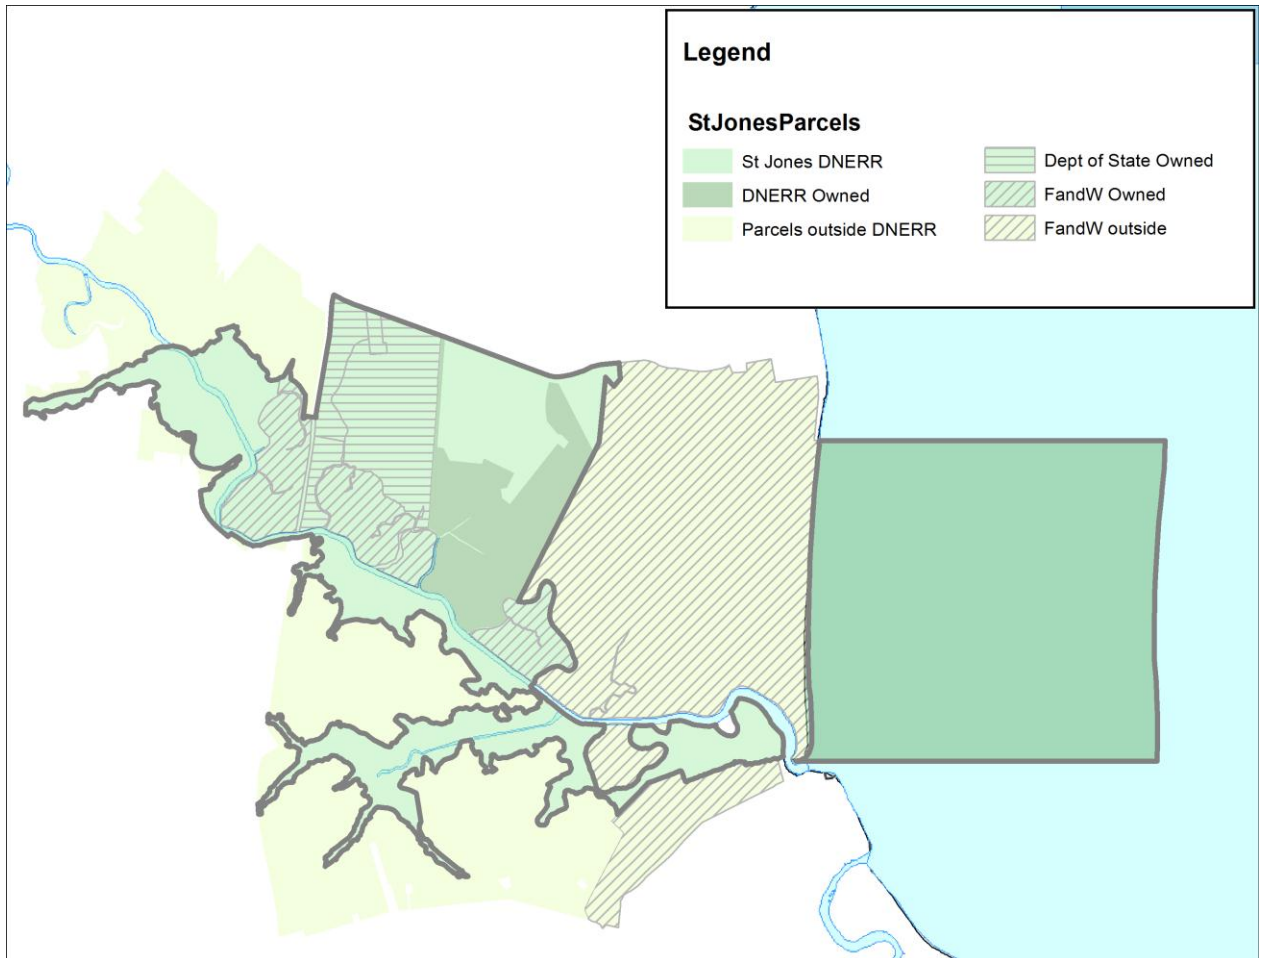 Legend
StJonesParcels
St Jones DNERR
DNERR Owned
Parcels outside DNERR
Dept of State Owned
FandW Owned
FandW outside